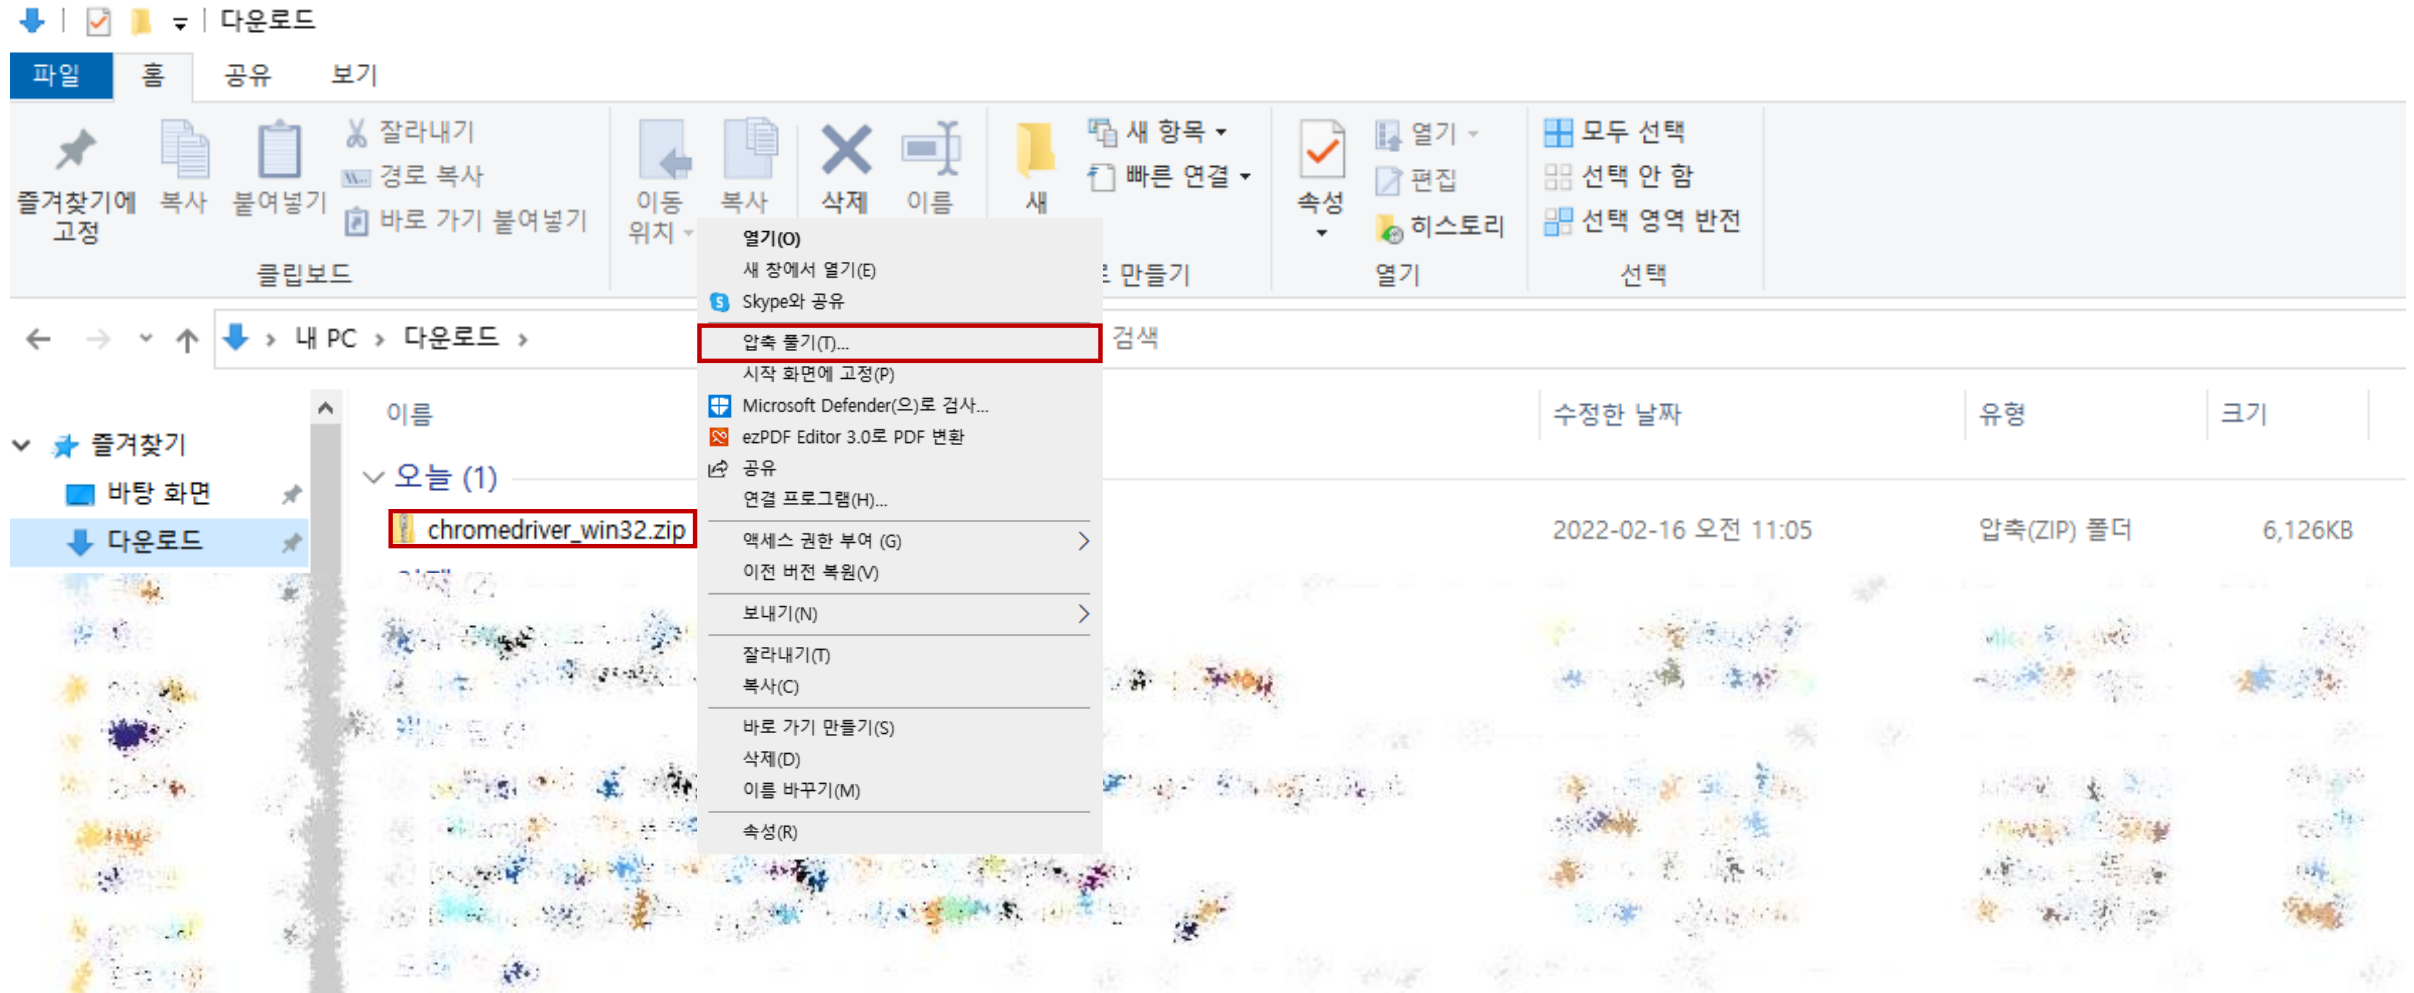 다운로드
파일 홈 공유 보기
즐겨찾기에 고정
복사
붙여넣기
잘라내기
경로 복사
바로 가기 붙여넣기
클립보드
이동 위치
복사
삭제
이름
새
새 항목
빠른 연결
만들기
속성
열기
편집
히스토리
열기
모두 선택
선택 안 함
선택 영역 반전
선택
내 PC > 다운로드 >
검색
즐겨찾기
바탕 화면
다운로드
이름 수정한 날짜 유형 크기
오늘 (1)
chromedriver_win32.zip 2022-02-16 오전 11:05 압축(ZIP) 폴더 6,126KB
열기(O)
새 창에서 열기(E)
Skype와 공유
압축 풀기(T)...
시작 화면에 고정(P)
Microsoft Defender(으)로 검사...
ezPDF Editor 3.0로 PDF 변환
공유
연결 프로그램(H)...
액세스 권한 부여 (G)
이전 버전 복원(V)
보내기(N)
잘라내기(T)
복사(C)
바로 가기 만들기(S)
삭제(D)
이름 바꾸기(M)
속성(R)